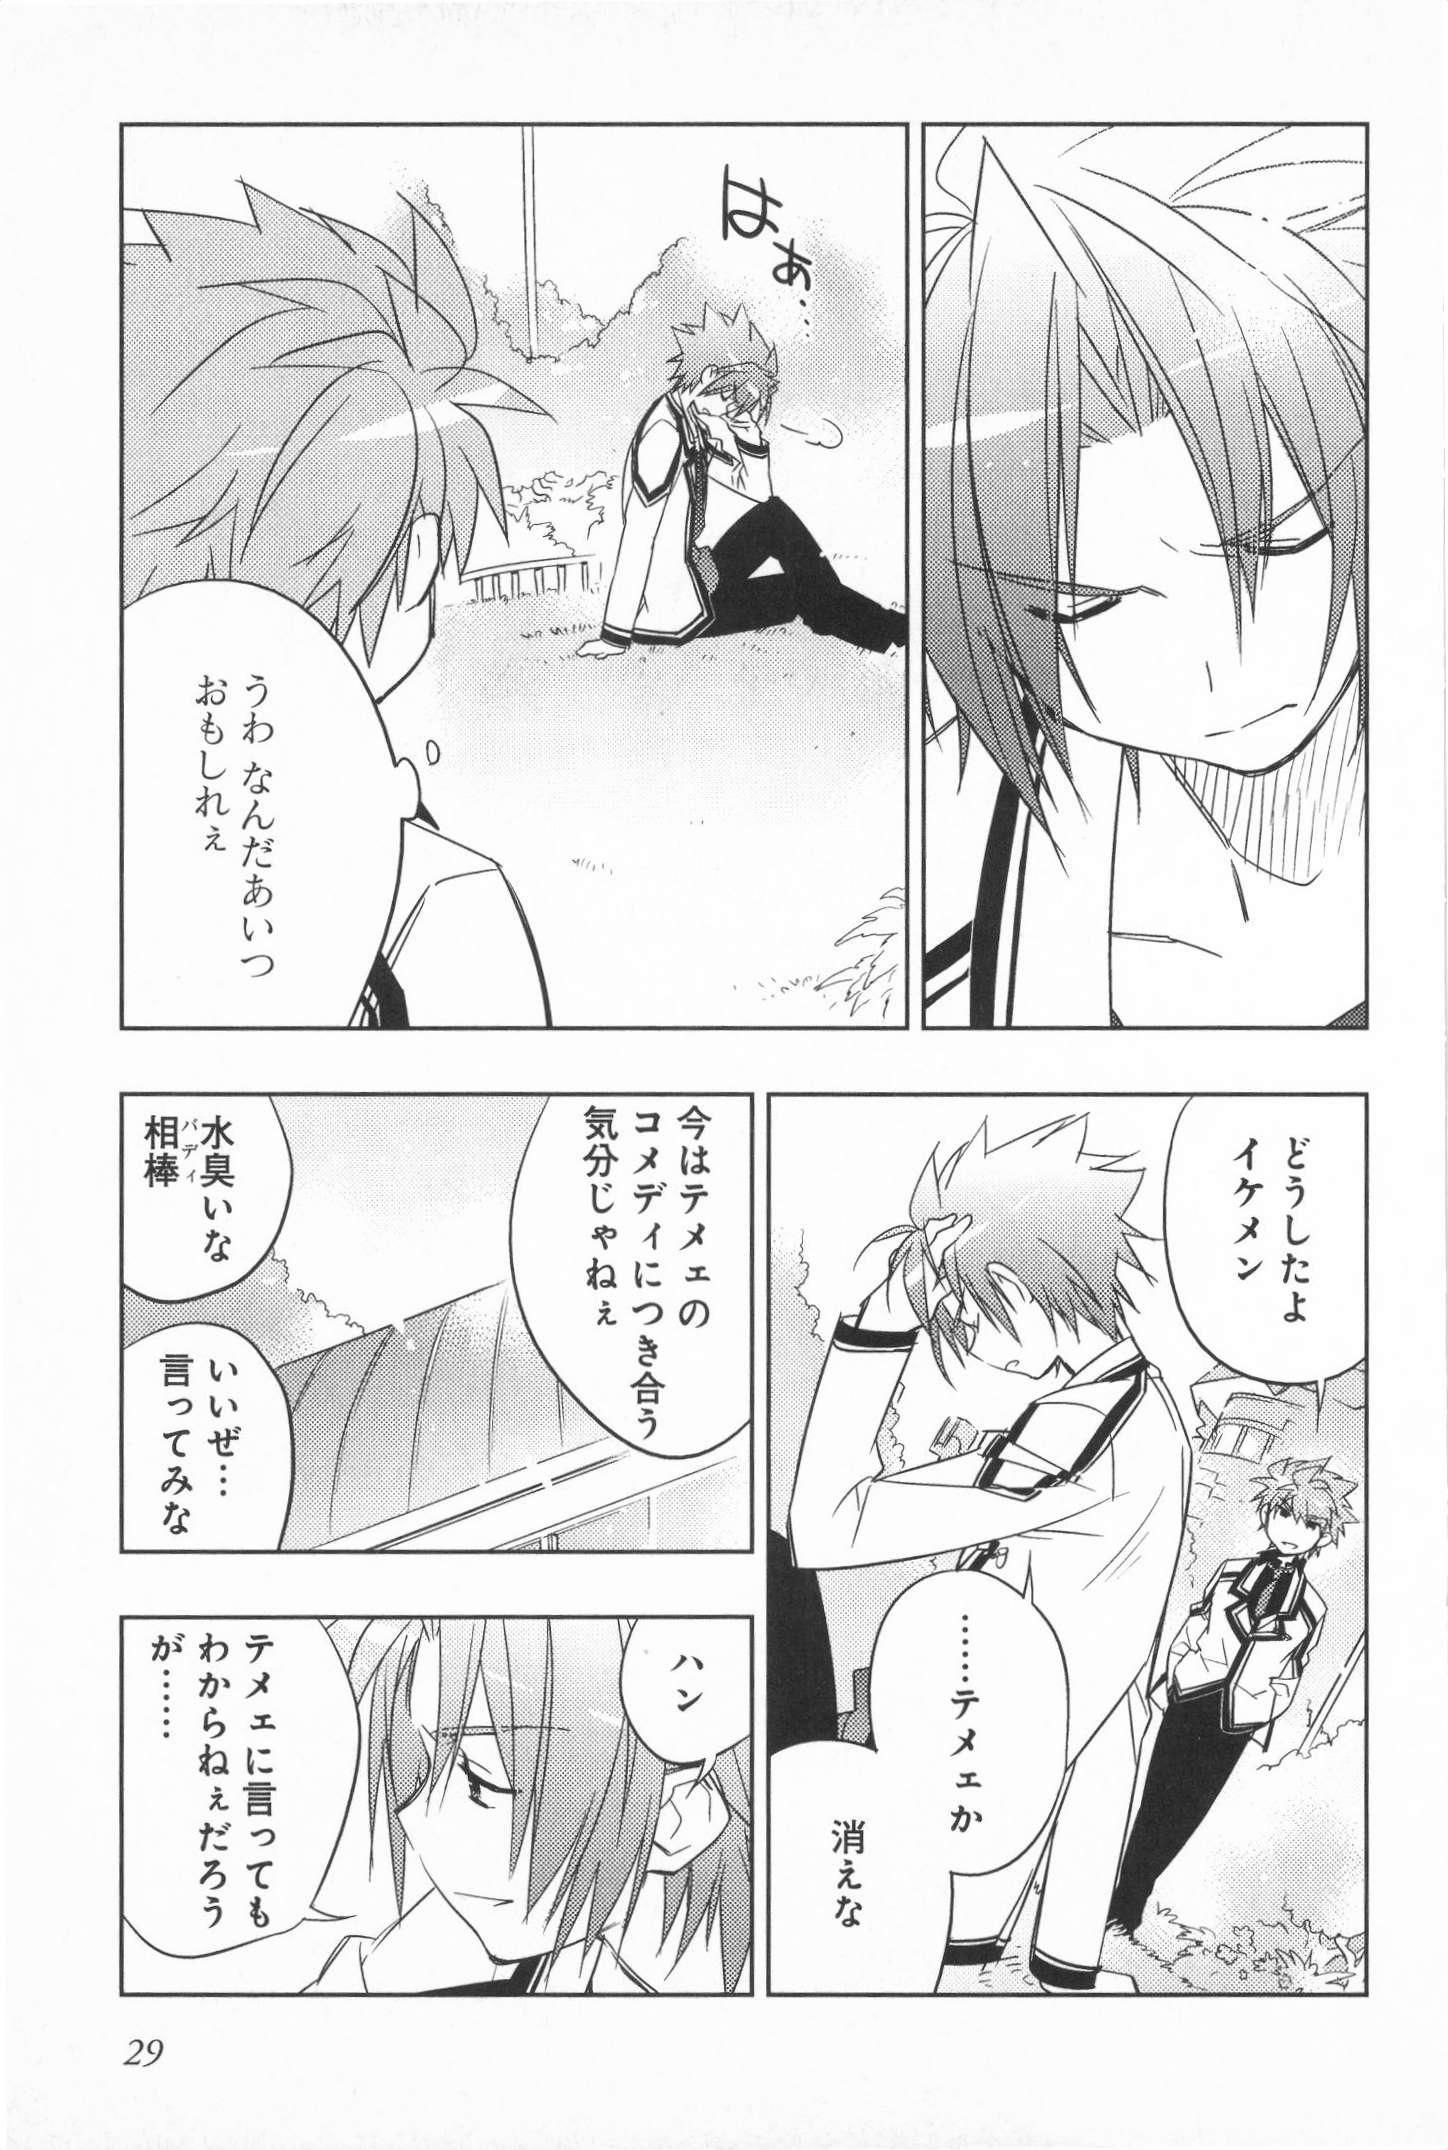 はぁ…
うわ なんだあいつ
おもしれぇ
どうしたよ
イケメン
……テメェか
消えな
今はテメェの
コメディにつき合う
気分じゃねぇ
水臭いな
相棒
バディ
いいぜ…
言ってみな
ハン
テメェに言っても
わからねぇだろう
が……
29